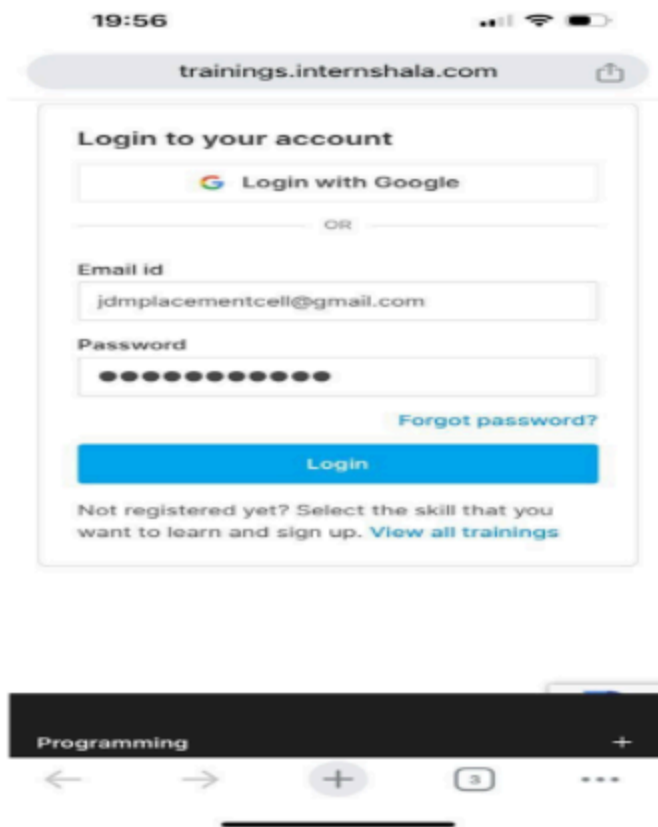 19:56
trainings.internshala.com
Login to your account
Login with Google
OR
Email id
jdmplacementcell@gmail.com
Password
●●●●●●●●●●●
Forgot password?
Login
Not registered yet? Select the skill that you
want to learn and sign up. View all trainings
Programming +
3